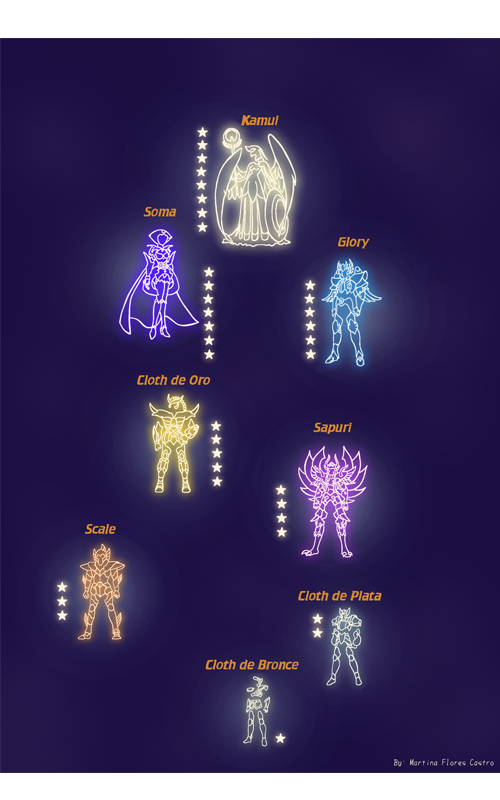 Kamui
Soma
Glory
Cloth de Oro
Sapuri
Scale
Cloth de Plata
Cloth de Bronce
By: Martina Flores Castro